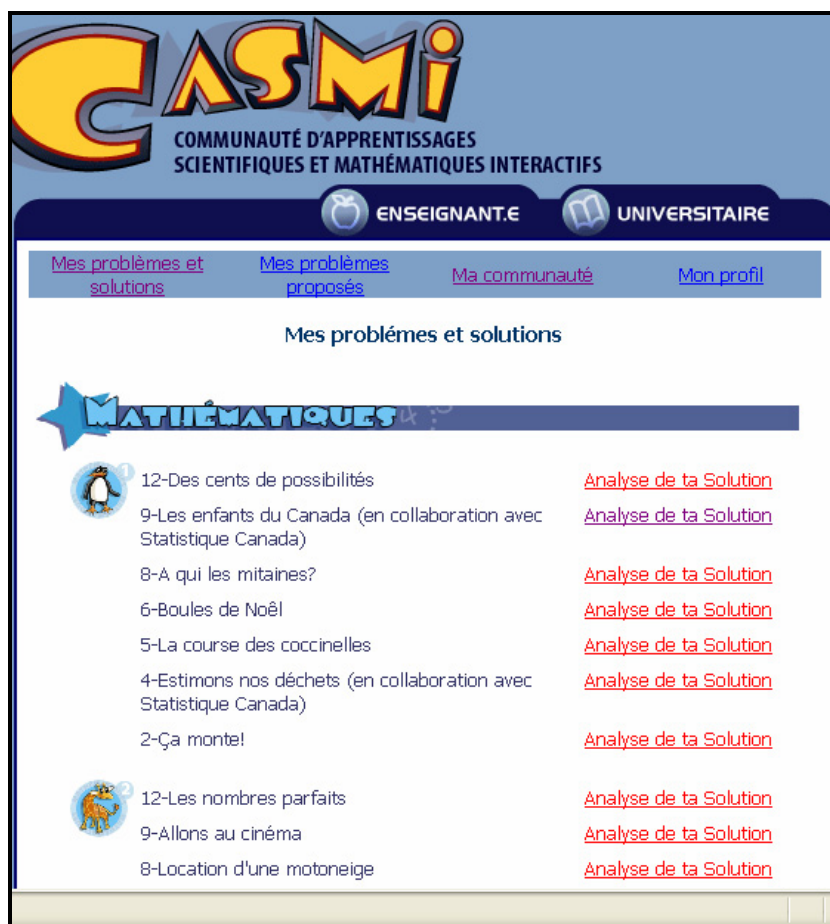 CASMI
COMMUNAUTÉ D'APPRENTISSAGES
SCIENTIFIQUES ET MATHÉMATIQUES INTERACTIFS
ENSEIGNANT.E UNIVERSITAIRE
Mes problèmes et solutions
Mes problèmes proposés
Ma communauté
Mon profil
Mes problémes et solutions
MATHÉMATIQUES
1
12-Des cents de possibilités Analyse de ta Solution
9-Les enfants du Canada (en collaboration avec Analyse de ta Solution
Statistique Canada)
8-A qui les mitaines? Analyse de ta Solution
6-Boules de Noêl Analyse de ta Solution
5-La course des coccinelles Analyse de ta Solution
4-Estimons nos déchets (en collaboration avec Analyse de ta Solution
Statistique Canada)
2-Ça monte! Analyse de ta Solution
2
12-Les nombres parfaits Analyse de ta Solution
9-Allons au cinéma Analyse de ta Solution
8-Location d'une motoneige Analyse de ta Solution